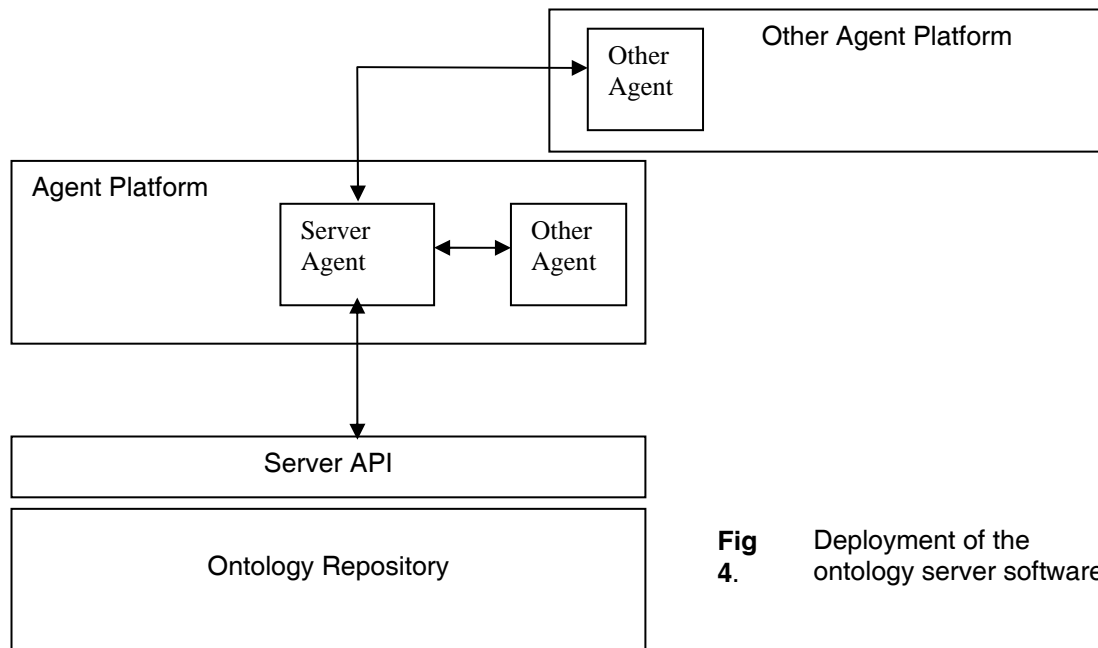 Other Agent Platform
Other
Agent
Agent Platform
Server
Agent
Other
Agent
Server API
Ontology Repository
Fig
4.
Deployment of the
ontology server software